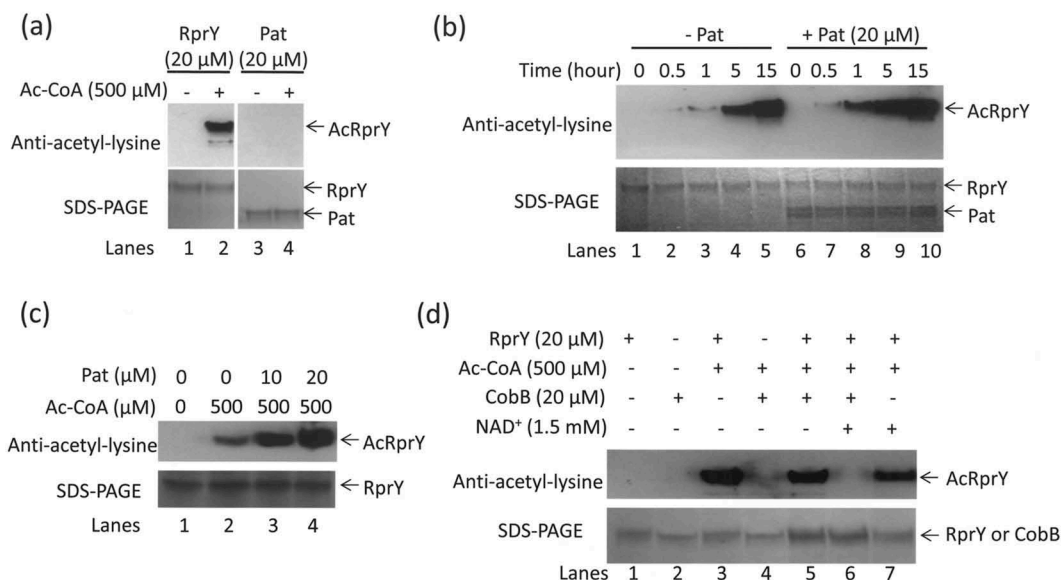 (a)
RprY Pat
(20 μM) (20 μM)
Ac-CoA (500 μM) - + - +
Anti-acetyl-lysine ← AcRprY
SDS-PAGE ← RprY
← Pat
Lanes 1 2 3 4
(b)
- Pat + Pat (20 μM)
Time (hour) 0 0.5 1 5 15 0 0.5 1 5 15
Anti-acetyl-lysine ← AcRprY
SDS-PAGE ← RprY
← Pat
Lanes 1 2 3 4 5 6 7 8 9 10
(c)
Pat (μM) 0 0 10 20
Ac-CoA (μM) 0 500 500 500
Anti-acetyl-lysine ← AcRprY
SDS-PAGE ← RprY
Lanes 1 2 3 4
(d)
RprY (20 μM) + - + - + + +
Ac-CoA (500 μM) - - + + + + +
CobB (20 μM) - + - + + + -
NAD⁺ (1.5 mM) - - - - - + +
Anti-acetyl-lysine ← AcRprY
SDS-PAGE ← RprY or CobB
Lanes 1 2 3 4 5 6 7